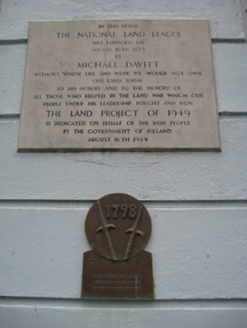 IN THIS HOUSE
THE NATIONAL LAND LEAGUE
WAS FOUNDED ON
AUGUST 16TH 1879
BY
MICHAEL DAVITT
WITHOUT WHOSE LIFE AND WORK WE WOULD NOT OWN
OUR LAND TODAY
TO HIS HONOUR AND TO THE MEMORY OF
ALL THOSE WHO HELPED IN THE LAND WAR WHICH OUR
PEOPLE UNDER HIS LEADERSHIP FOUGHT AND WON
THE LAND PROJECT OF 1949
IS DEDICATED ON BEHALF OF THE IRISH PEOPLE
BY THE GOVERNMENT OF IRELAND
AUGUST 16TH 1949
1798